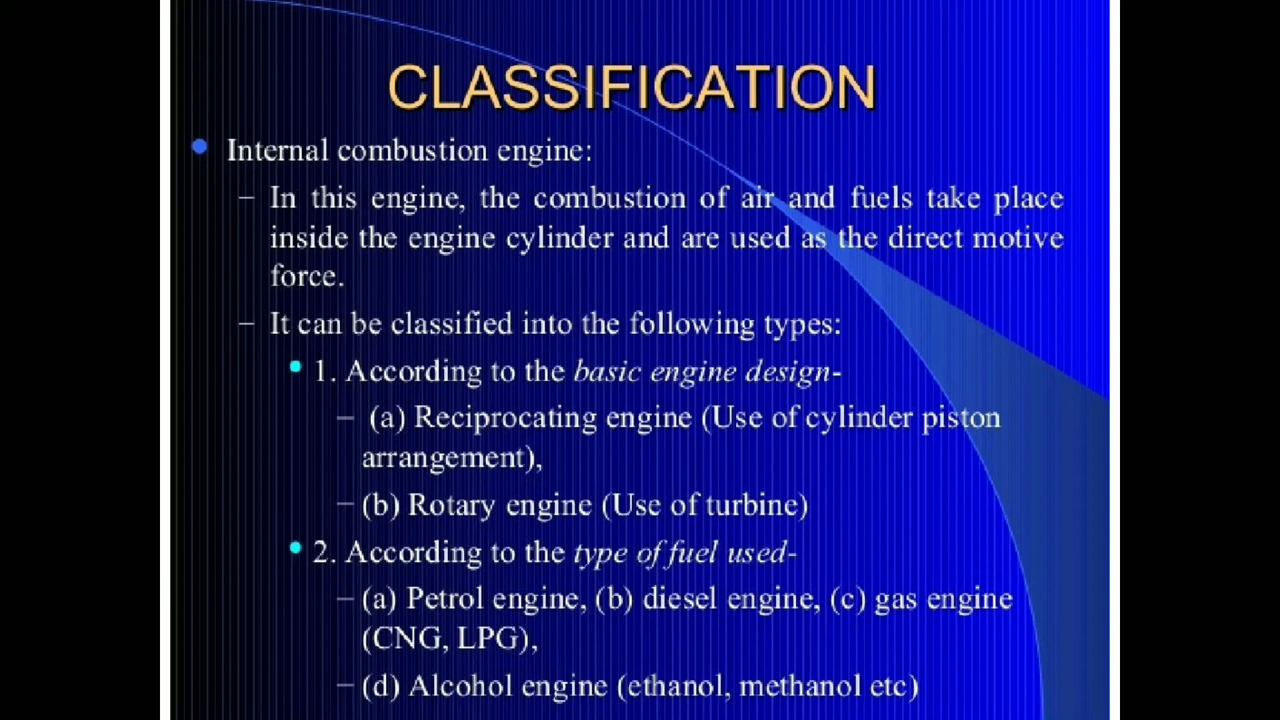 CLASSIFICATION
Internal combustion engine:
– In this engine, the combustion of air and fuels take place
inside the engine cylinder and are used as the direct motive
force.
– It can be classified into the following types:
• 1. According to the basic engine design-
– (a) Reciprocating engine (Use of cylinder piston
arrangement),
– (b) Rotary engine (Use of turbine)
• 2. According to the type of fuel used-
– (a) Petrol engine, (b) diesel engine, (c) gas engine
(CNG, LPG),
– (d) Alcohol engine (ethanol, methanol etc)